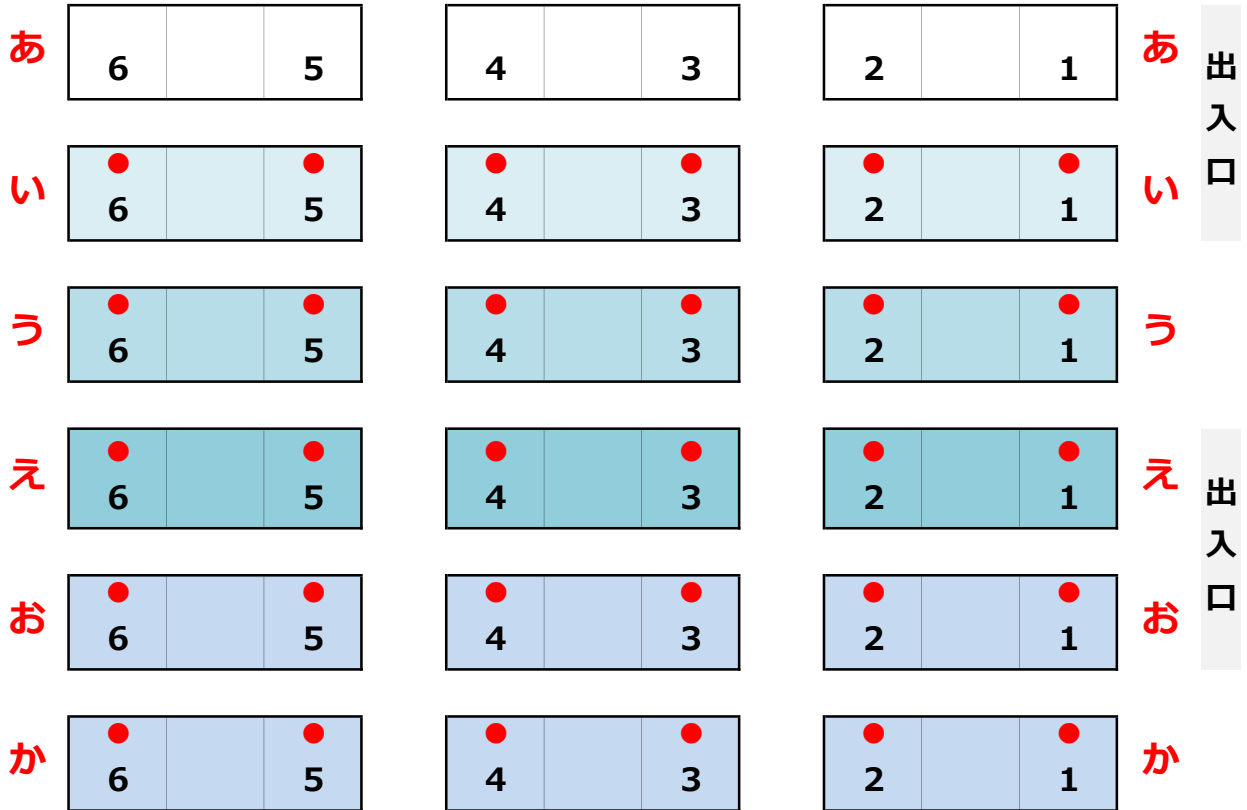 あ 6 5 4 3 2 1 あ
出入口
い 6 5 4 3 2 1 い
う 6 5 4 3 2 1 う
え 6 5 4 3 2 1 え
出入口
お 6 5 4 3 2 1 お
か 6 5 4 3 2 1 か